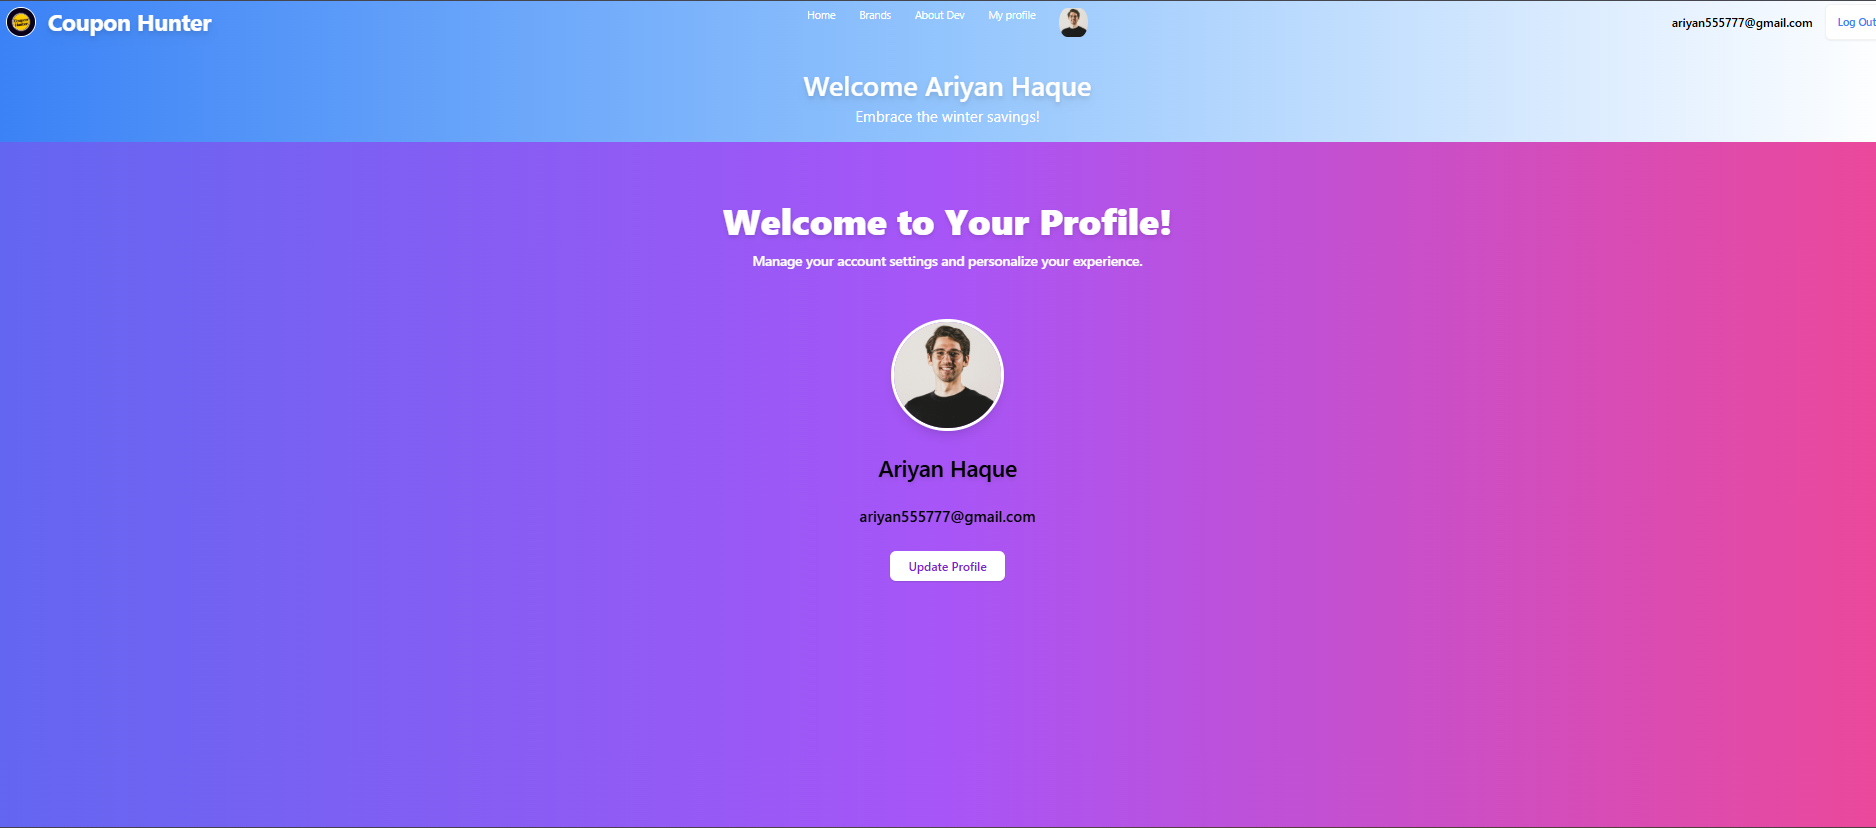 Coupon Hunter
Coupon Hunter Home Brands About Dev My profile ariyan555777@gmail.com Log Out
Welcome Ariyan Haque
Embrace the winter savings!
Welcome to Your Profile!
Manage your account settings and personalize your experience.
Ariyan Haque
ariyan555777@gmail.com
Update Profile